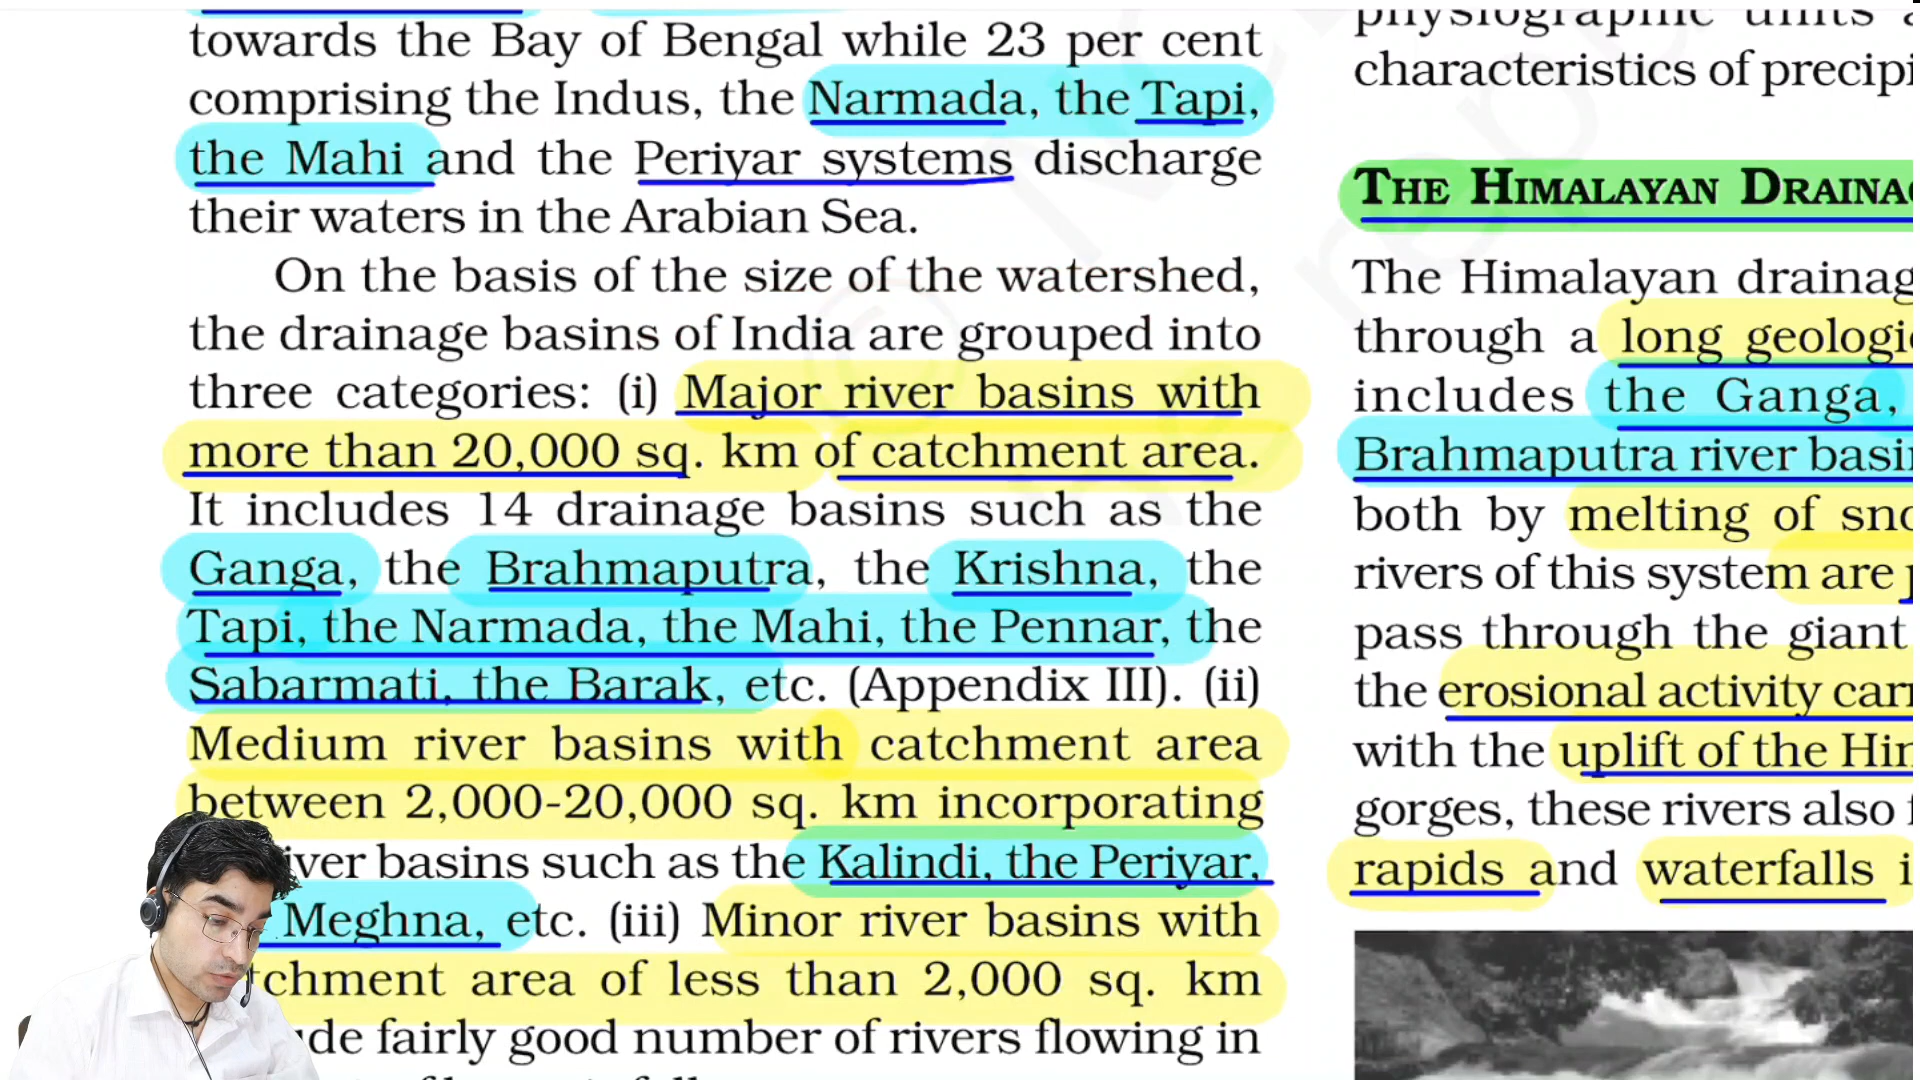 towards the Bay of Bengal while 23 per cent
comprising the Indus, the Narmada, the Tapi,
the Mahi and the Periyar systems discharge
their waters in the Arabian Sea.
On the basis of the size of the watershed,
the drainage basins of India are grouped into
three categories: (i) Major river basins with
more than 20,000 sq. km of catchment area.
It includes 14 drainage basins such as the
Ganga, the Brahmaputra, the Krishna, the
Tapi, the Narmada, the Mahi, the Pennar, the
Sabarmati, the Barak, etc. (Appendix III). (ii)
Medium river basins with catchment area
between 2,000-20,000 sq. km incorporating
iver basins such as the Kalindi, the Periyar,
Meghna, etc. (iii) Minor river basins with
tchment area of less than 2,000 sq. km
de fairly good number of rivers flowing in
physiographic units
characteristics of precipi
THE HIMALAYAN DRAINA
The Himalayan drainag
through a long geologi
includes the Ganga,
Brahmaputra river basi
both by melting of sno
rivers of this system are
pass through the giant
the erosional activity car
with the uplift of the Hi
gorges, these rivers also
rapids and waterfalls i